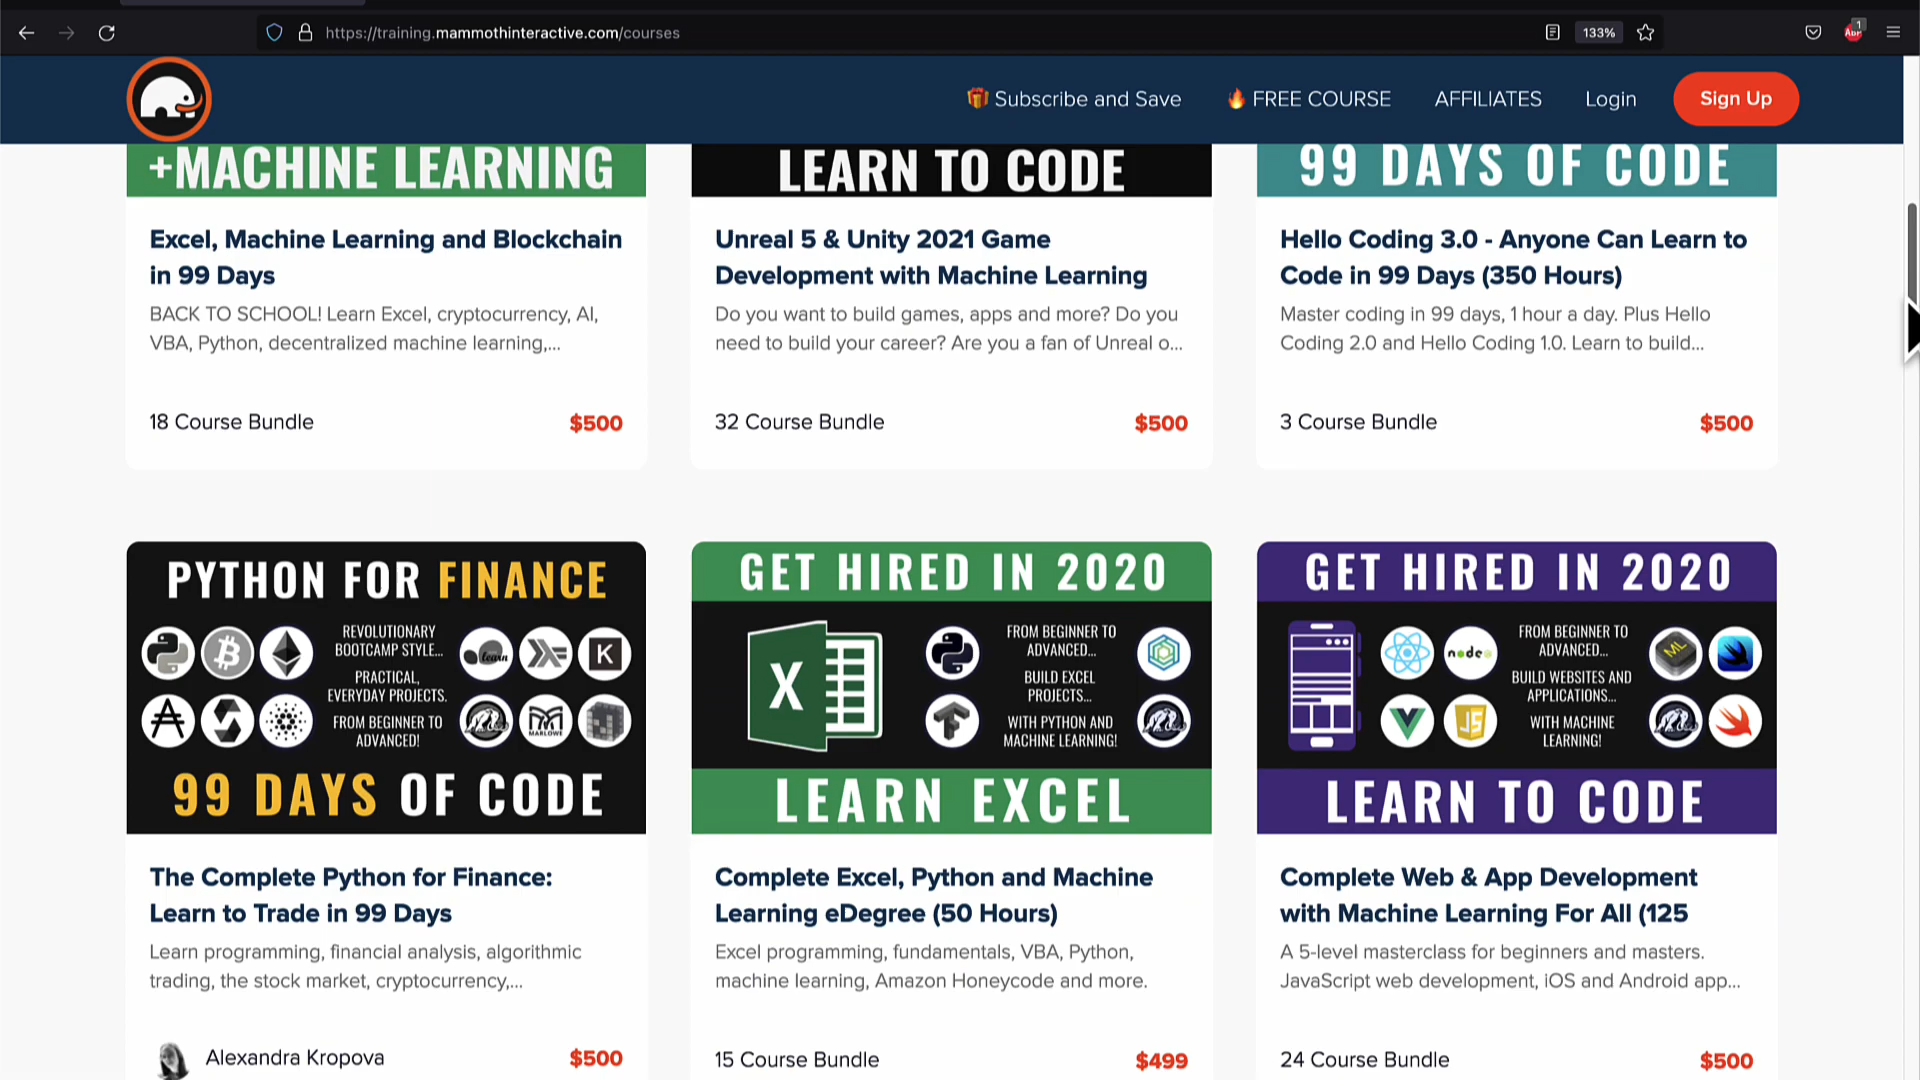 https://training.mammothinteractive.com/courses
133%
1
ABP
🎁 Subscribe and Save
🔥 FREE COURSE
AFFILIATES
Login
Sign Up
+MACHINE LEARNING
Excel, Machine Learning and Blockchain
in 99 Days
BACK TO SCHOOL! Learn Excel, cryptocurrency, AI,
VBA, Python, decentralized machine learning,...
18 Course Bundle
$500
LEARN TO CODE
Unreal 5 & Unity 2021 Game
Development with Machine Learning
Do you want to build games, apps and more? Do you
need to build your career? Are you a fan of Unreal o...
32 Course Bundle
$500
99 DAYS OF CODE
Hello Coding 3.0 - Anyone Can Learn to
Code in 99 Days (350 Hours)
Master coding in 99 days, 1 hour a day. Plus Hello
Coding 2.0 and Hello Coding 1.0. Learn to build...
3 Course Bundle
$500
PYTHON FOR FINANCE
REVOLUTIONARY
BOOTCAMP STYLE...
PRACTICAL,
EVERYDAY PROJECTS.
FROM BEGINNER TO
ADVANCED!
learn
K
MARLOWE
99 DAYS OF CODE
The Complete Python for Finance:
Learn to Trade in 99 Days
Learn programming, financial analysis, algorithmic
trading, the stock market, cryptocurrency,...
Alexandra Kropova
$500
GET HIRED IN 2020
X
FROM BEGINNER TO
ADVANCED...
BUILD EXCEL
PROJECTS...
WITH PYTHON AND
MACHINE LEARNING!
LEARN EXCEL
Complete Excel, Python and Machine
Learning eDegree (50 Hours)
Excel programming, fundamentals, VBA, Python,
machine learning, Amazon Honeycode and more.
15 Course Bundle
$499
GET HIRED IN 2020
node
JS
FROM BEGINNER TO
ADVANCED...
BUILD WEBSITES AND
APPLICATIONS...
WITH MACHINE
LEARNING!
ML
LEARN TO CODE
Complete Web & App Development
with Machine Learning For All (125
A 5-level masterclass for beginners and masters.
JavaScript web development, iOS and Android app...
24 Course Bundle
$500